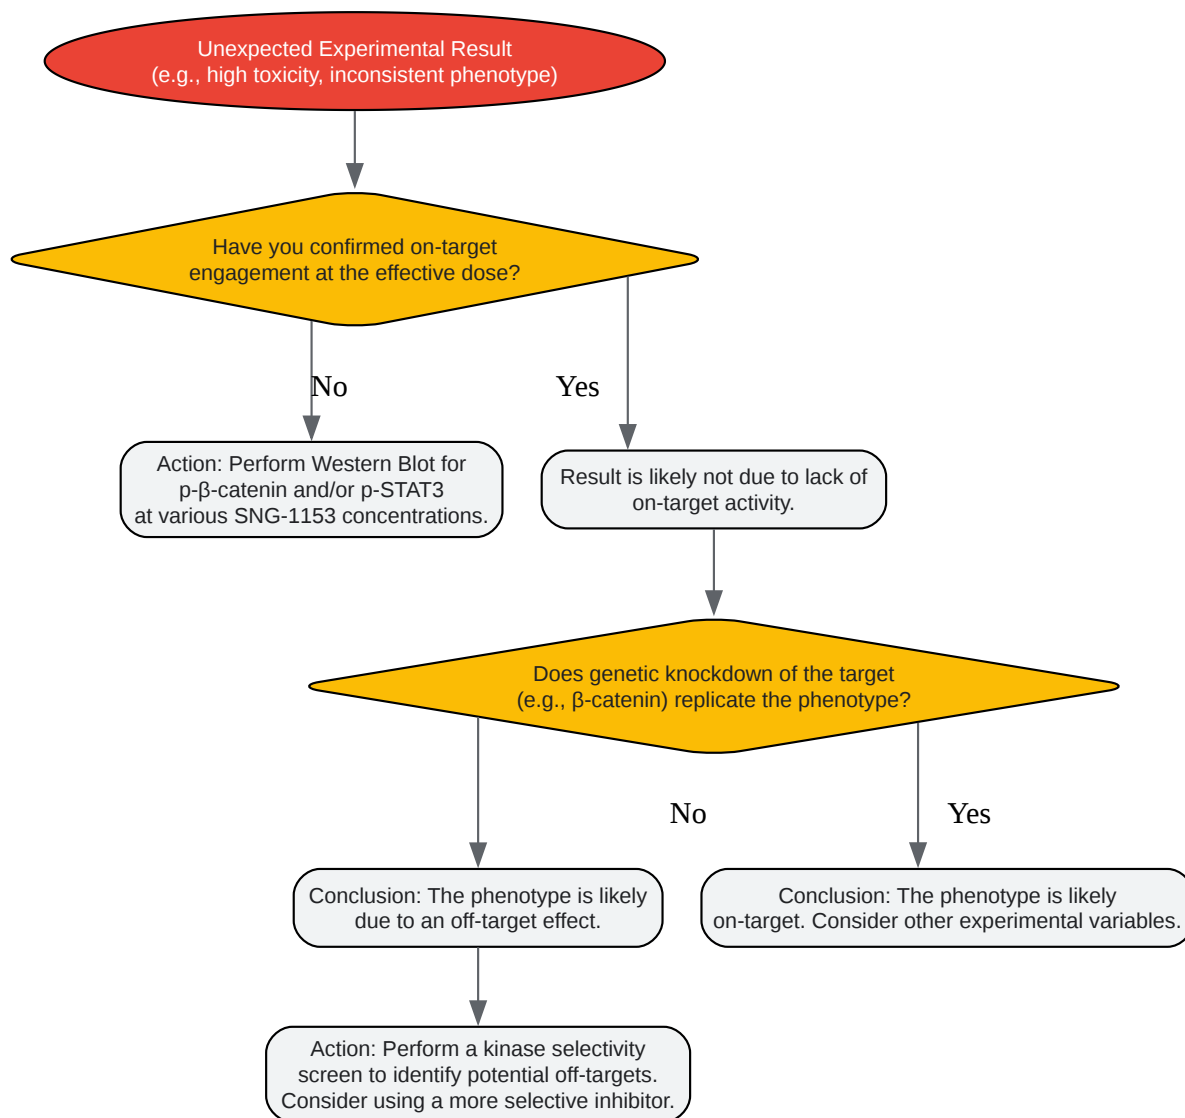 Unexpected Experimental Result
(e.g., high toxicity, inconsistent phenotype)
Have you confirmed on-target
engagement at the effective dose?
No
Yes
Action: Perform Western Blot for
p-β-catenin and/or p-STAT3
at various SNG-1153 concentrations.
Result is likely not due to lack of
on-target activity.
Does genetic knockdown of the target
(e.g., β-catenin) replicate the phenotype?
No
Yes
Conclusion: The phenotype is likely
due to an off-target effect.
Conclusion: The phenotype is likely
on-target. Consider other experimental variables.
Action: Perform a kinase selectivity
screen to identify potential off-targets.
Consider using a more selective inhibitor.